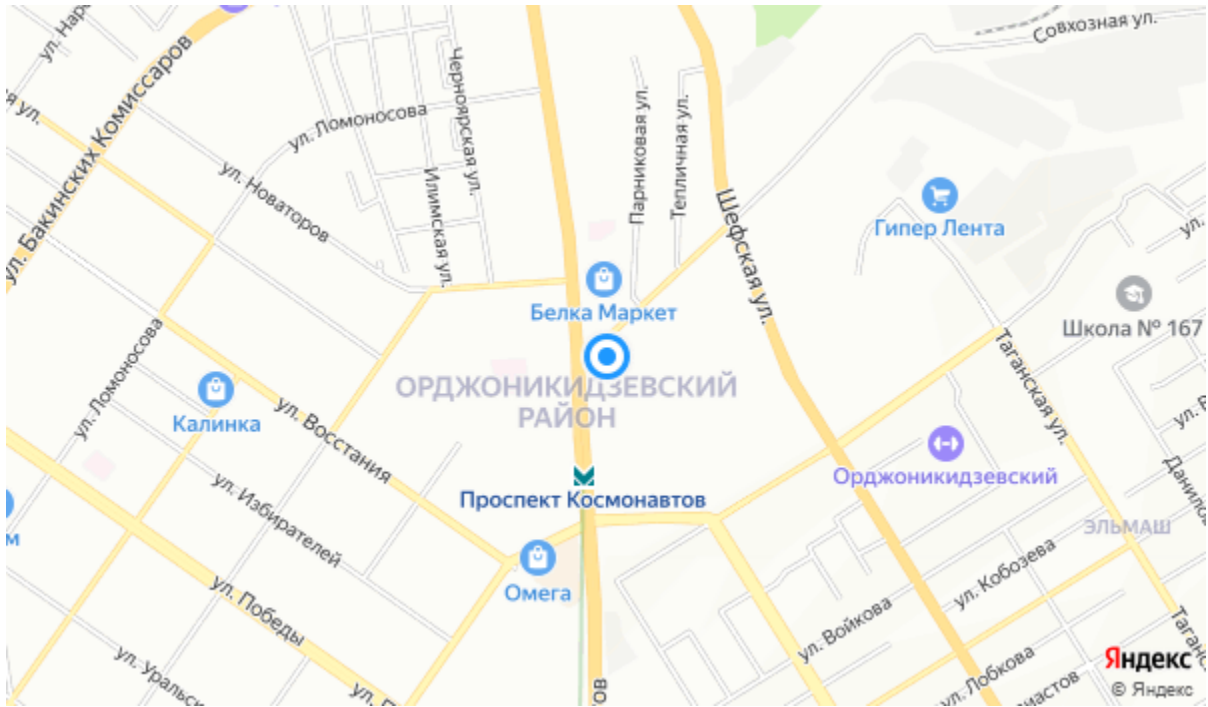 Совхозная ул.
ул. Бакинских Комиссаров
ул. Ломоносова
Черноярская ул.
Илимская ул.
Парниковая ул.
Тепличная ул.
Шефская ул.
ул. Новаторов
Гипер Лента
Белка Маркет
Школа № 167
ул. Ломоносова
Таганская ул.
ОРДЖОНИКИДЗЕВСКИЙ
РАЙОН
Калинка
ул. Восстания
Орджоникидзевский
Проспект Космонавтов
ул. Избирателей
ЭЛЬМАШ
Омега
ул. Кобозева
ул. Победы
ул. Войкова
ул. Лобкова
Яндекс
© Яндекс